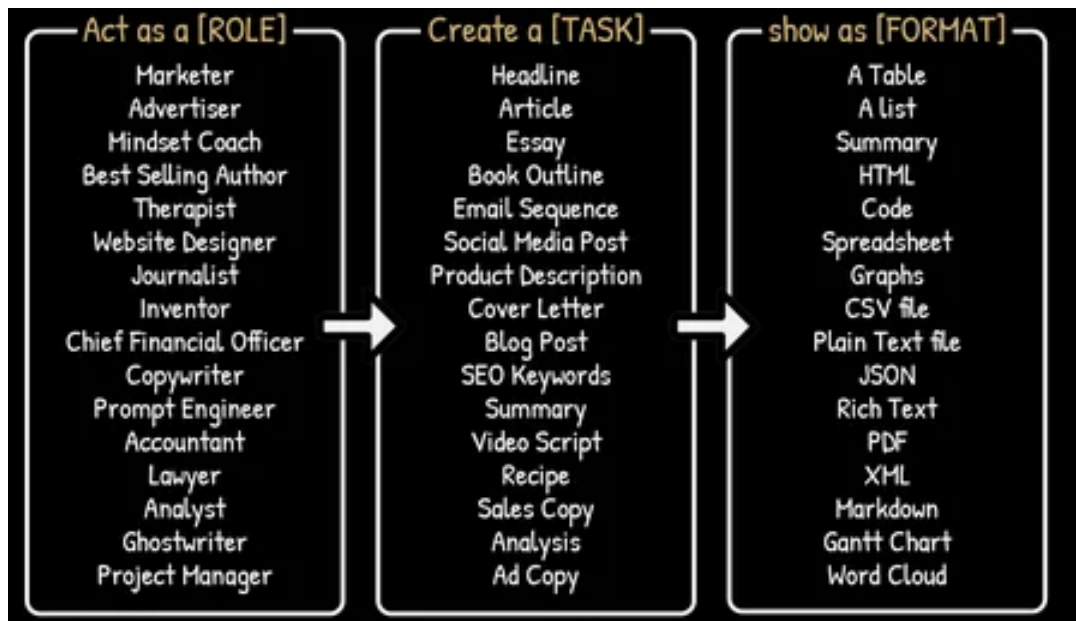 Act as a [ROLE]
Marketer
Advertiser
Mindset Coach
Best Selling Author
Therapist
Website Designer
Journalist
Inventor
Chief Financial Officer
Copywriter
Prompt Engineer
Accountant
Lawyer
Analyst
Ghostwriter
Project Manager
Create a [TASK]
Headline
Article
Essay
Book Outline
Email Sequence
Social Media Post
Product Description
Cover Letter
Blog Post
SEO Keywords
Summary
Video Script
Recipe
Sales Copy
Analysis
Ad Copy
show as [FORMAT]
A Table
A list
Summary
HTML
Code
Spreadsheet
Graphs
CSV file
Plain Text file
JSON
Rich Text
PDF
XML
Markdown
Gantt Chart
Word Cloud